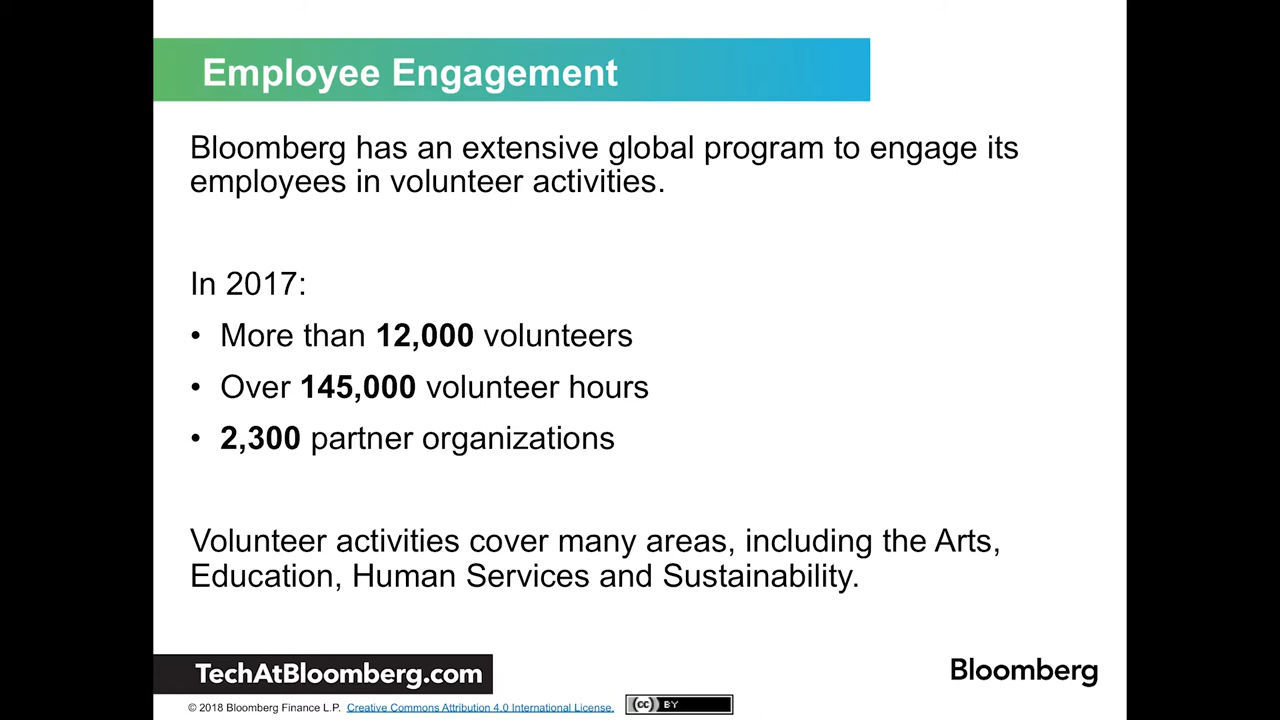 Employee Engagement
Bloomberg has an extensive global program to engage its
employees in volunteer activities.
In 2017:
• More than 12,000 volunteers
• Over 145,000 volunteer hours
• 2,300 partner organizations
Volunteer activities cover many areas, including the Arts,
Education, Human Services and Sustainability.
TechAtBloomberg.com
Bloomberg
© 2018 Bloomberg Finance L.P. Creative Commons Attribution 4.0 International License.
cc BY